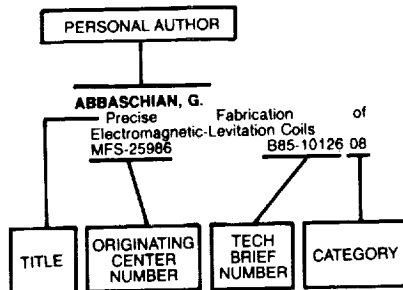 PERSONAL AUTHOR
ABBASCHIAN, G.
Precise Fabrication of
Electromagnetic-Levitation Coils
MFS-25986 B85-10126 08
TITLE
ORIGINATING
CENTER
NUMBER
TECH
BRIEF
NUMBER
CATEGORY